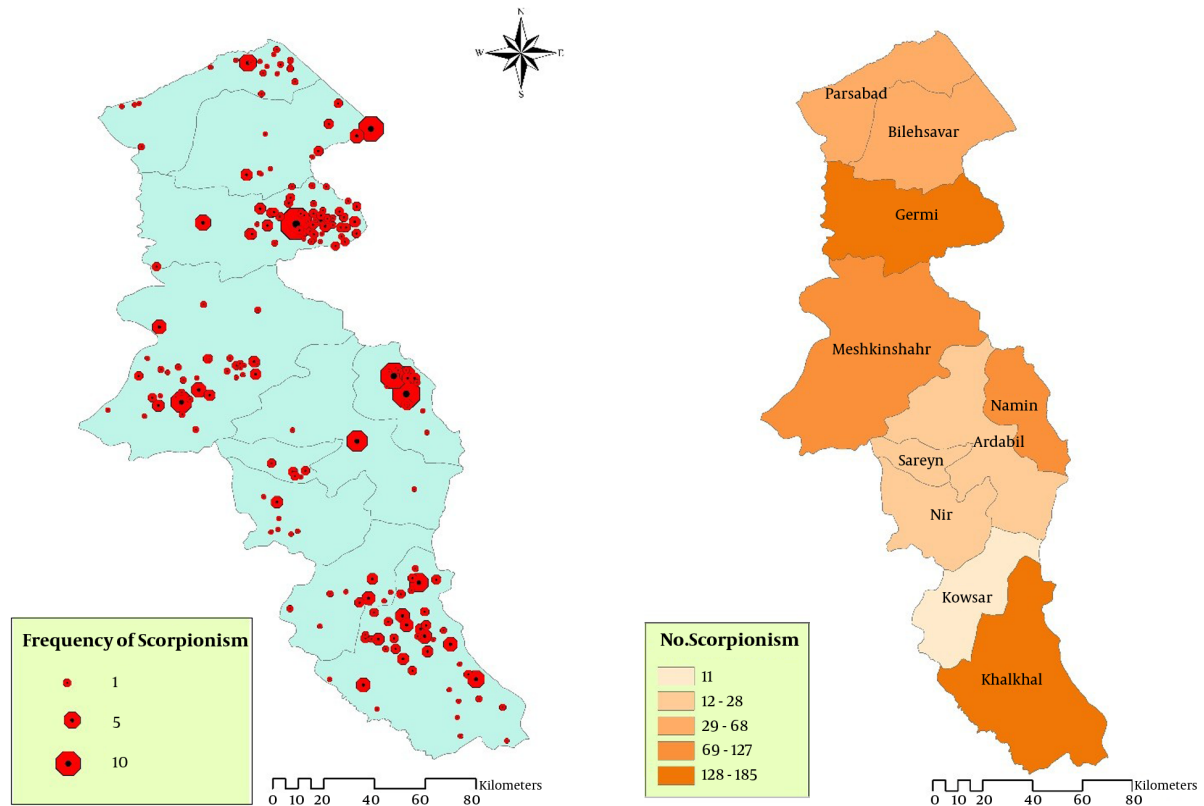 N
W
E
S
Frequency of Scorpionism
1
5
10
Kilometers
0 10 20 40 60 80
Parsabad
Bilehsavar
Germi
Meshkinshahr
Namin
Ardabil
Sareyn
Nir
Kowsar
Khalkhal
No.Scorpionism
11
12 - 28
29 - 68
69 - 127
128 - 185
Kilometers
0 10 20 40 60 80